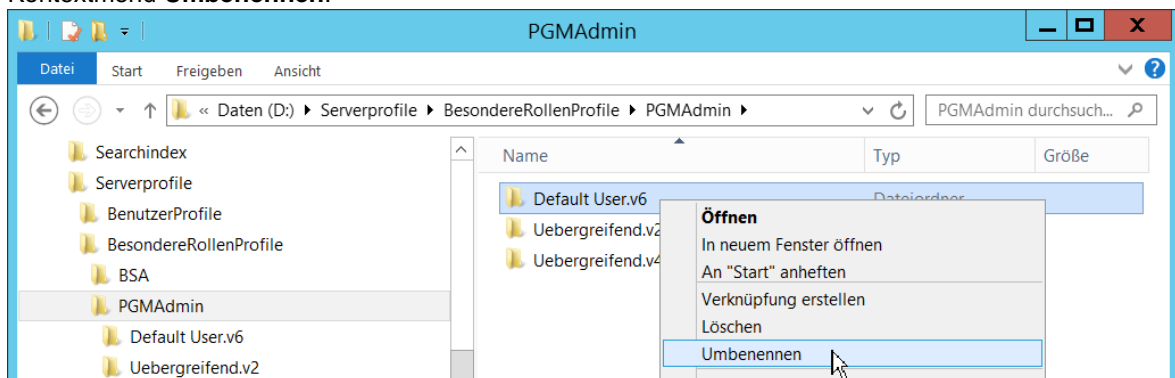 Kontextmenü Umbenennen.
PGMAdmin
Datei Start Freigeben Ansicht
« Daten (D:) Serverprofile BesondereRollenProfile PGMAdmin
PGMAdmin durchsuch...
Searchindex
Serverprofile
BenutzerProfile
BesondereRollenProfile
BSA
PGMAdmin
Default User.v6
Uebergreifend.v2
Name Typ Größe
Default User.v6 Dateiordner
Uebergreifend.v2
Uebergreifend.v4
Öffnen
In neuem Fenster öffnen
An "Start" anheften
Verknüpfung erstellen
Löschen
Umbenennen